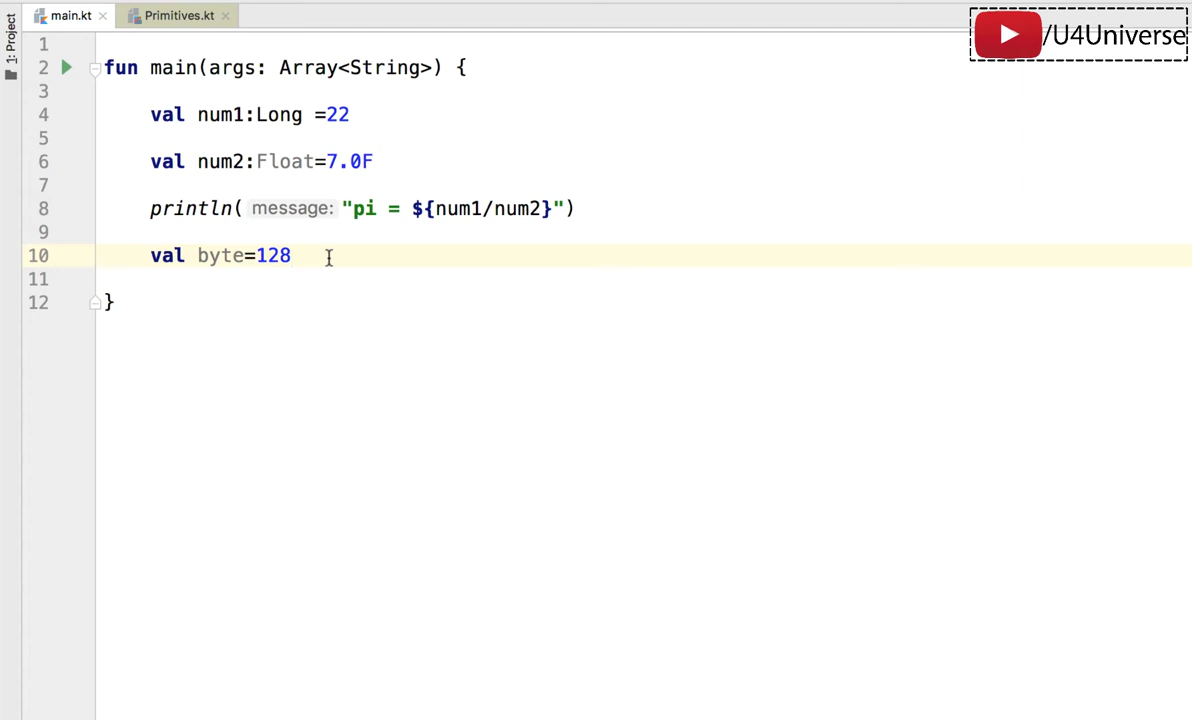 main.kt
Primitives.kt
/U4Universe
1: Project
1
2 fun main(args: Array<String>) {
3
4 val num1:Long =22
5
6 val num2:Float=7.0F
7
8 println( message: "pi = ${num1/num2}")
9
10 val byte=128
11
12 }